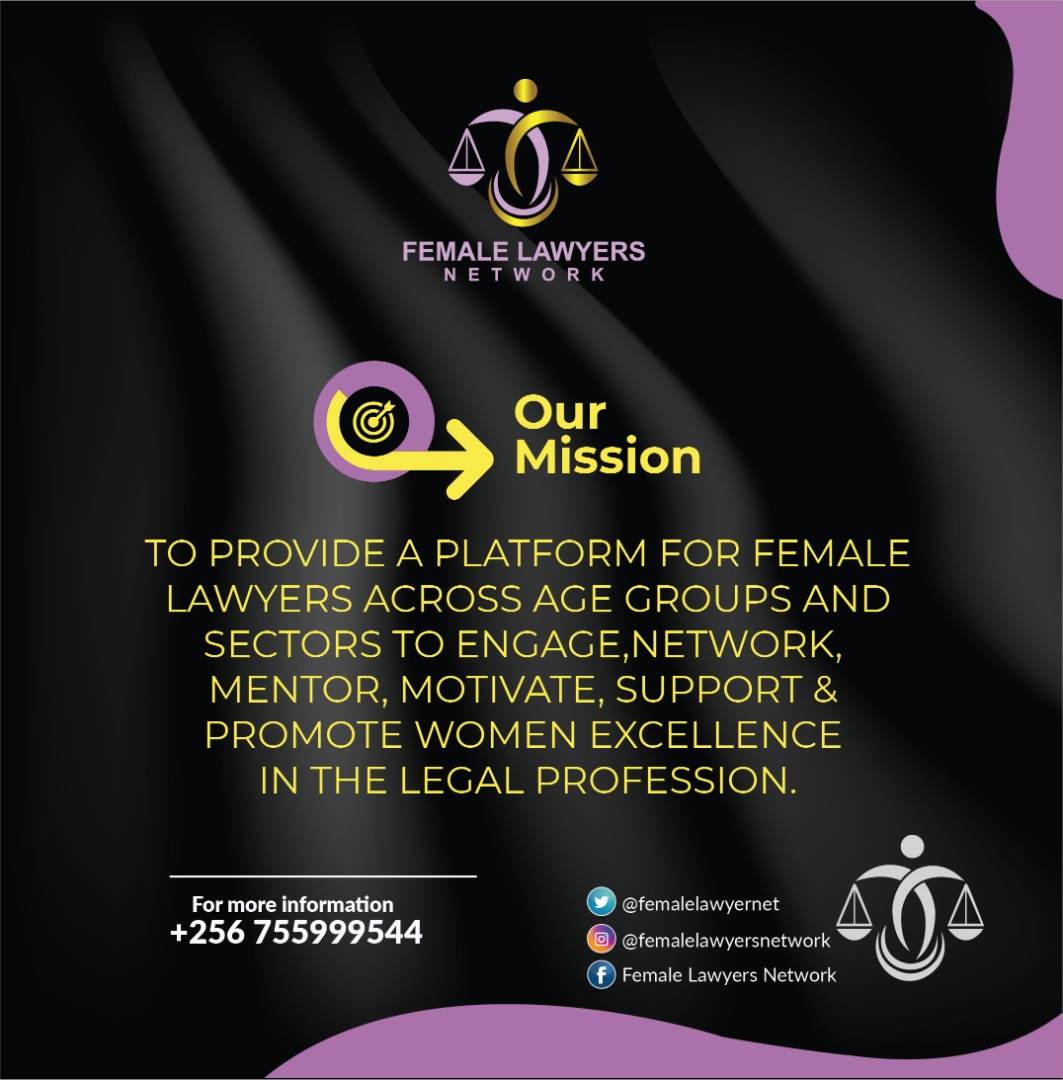 FEMALE LAWYERS
NETWORK
Our
Mission
TO PROVIDE A PLATFORM FOR FEMALE
LAWYERS ACROSS AGE GROUPS AND
SECTORS TO ENGAGE,NETWORK,
MENTOR, MOTIVATE, SUPPORT &
PROMOTE WOMEN EXCELLENCE
IN THE LEGAL PROFESSION.
For more information
+256 755999544
@femalelawyernet
@femalelawyersnetwork
Female Lawyers Network